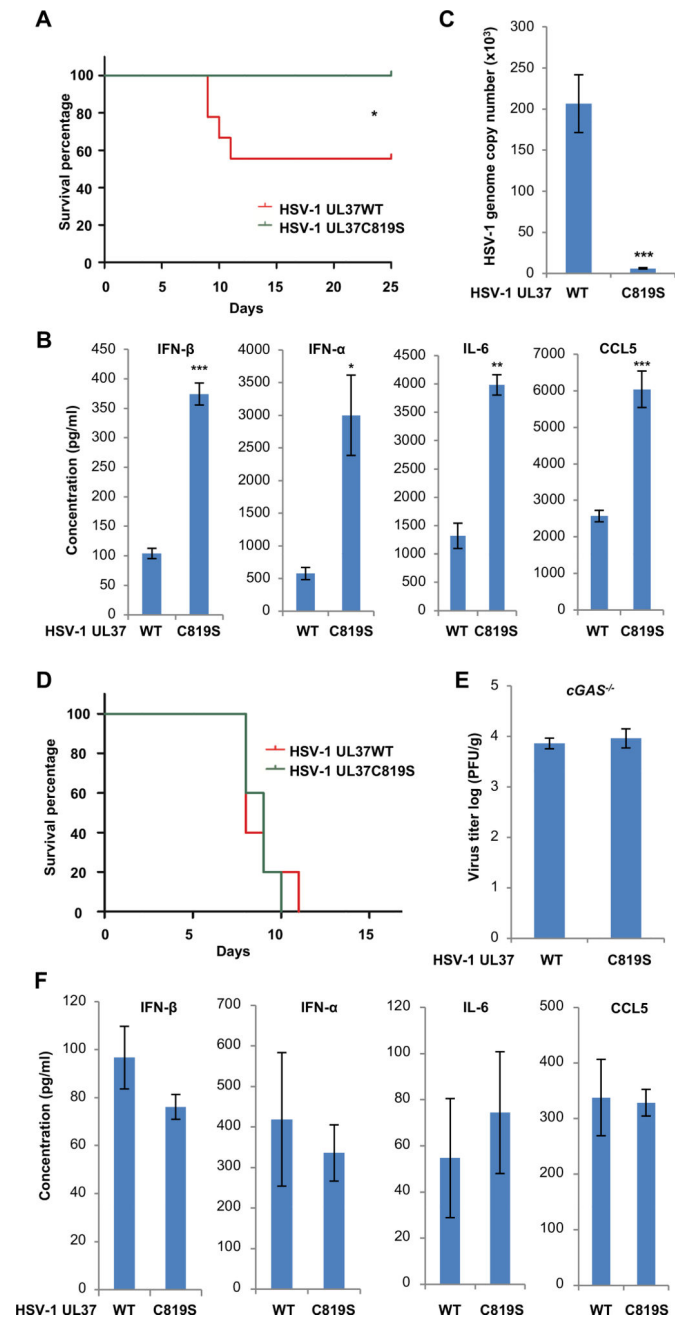 A
Survival percentage
100
80
60
40
20
0
*
HSV-1 UL37WT
HSV-1 UL37C819S
0 5 10 15 20 25
Days
C
HSV-1 genome copy number (x10³)
300
250
200
150
100
50
0
***
HSV-1 UL37 WT C819S
B
Concentration (pg/ml)
IFN-β
450
400
350
300
250
200
150
100
50
0
***
IFN-α
4000
3500
3000
2500
2000
1500
1000
500
0
*
IL-6
4500
4000
3500
3000
2500
2000
1500
1000
500
0
**
CCL5
7000
6000
5000
4000
3000
2000
1000
0
***
HSV-1 UL37 WT C819S WT C819S WT C819S WT C819S
D
Survival percentage
100
80
60
40
20
0
HSV-1 UL37WT
HSV-1 UL37C819S
0 5 10 15
Days
E
cGAS-/-
Virus titer log (PFU/g)
5
4
3
2
1
0
HSV-1 UL37 WT C819S
F
Concentration (pg/ml)
IFN-β
120
100
80
60
40
20
0
IFN-α
700
600
500
400
300
200
100
0
IL-6
120
100
80
60
40
20
0
CCL5
500
400
300
200
100
0
HSV-1 UL37 WT C819S WT C819S WT C819S WT C819S